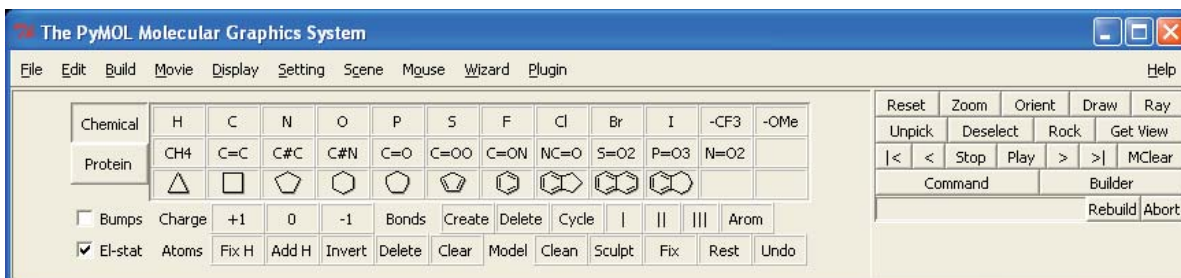 The PyMOL Molecular Graphics System
File Edit Build Movie Display Setting Scene Mouse Wizard Plugin Help
Chemical H C N O P S F Cl Br I -CF3 -OMe
Protein CH4 C=C C#C C#N C=O C=OO C=ON NC=O S=O2 P=O3 N=O2
Bumps Charge +1 0 -1 Bonds Create Delete Cycle | || ||| Arom
El-stat Atoms Fix H Add H Invert Delete Clear Model Clean Sculpt Fix Rest Undo
Reset Zoom Orient Draw Ray
Unpick Deselect Rock Get View
|< < Stop Play > >| MClear
Command Builder
Rebuild Abort